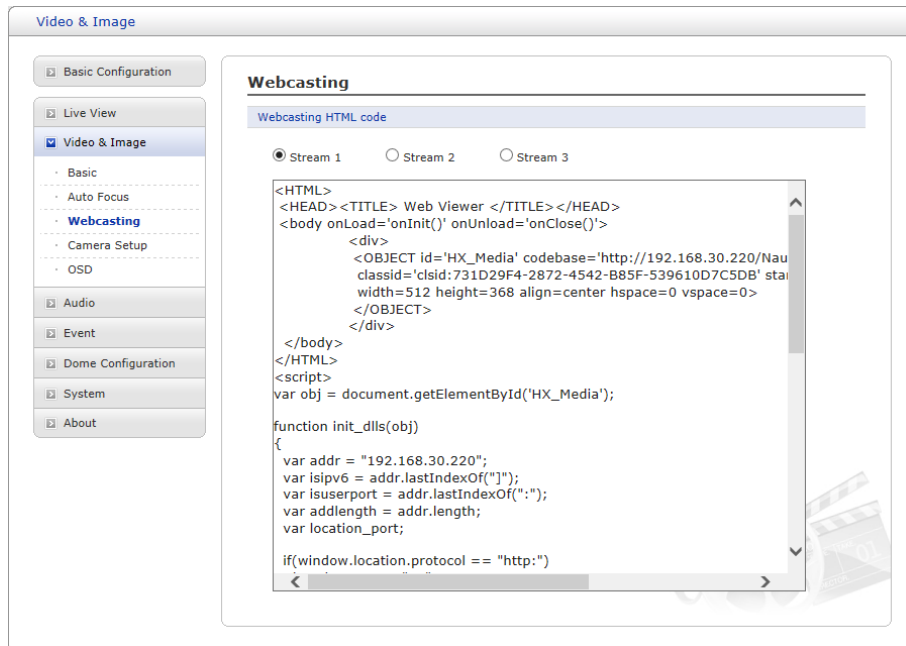 Video & Image
Basic Configuration
Live View
Video & Image
Basic
Auto Focus
Webcasting
Camera Setup
OSD
Audio
Event
Dome Configuration
System
About
Webcasting
Webcasting HTML code
Stream 1 Stream 2 Stream 3
<HTML>
<HEAD><TITLE> Web Viewer </TITLE></HEAD>
<body onLoad='onInit()' onUnload='onClose()'>
<div>
<OBJECT id='HX_Media' codebase='http://192.168.30.220/Nau
classid='clsid:731D29F4-2872-4542-B85F-539610D7C5DB' sta
width=512 height=368 align=center hspace=0 vspace=0>
</OBJECT>
</div>
</body>
</HTML>
<script>
var obj = document.getElementById('HX_Media');
function init_dlls(obj)
{
var addr = "192.168.30.220";
var isipv6 = addr.lastIndexOf("]");
var isuserport = addr.lastIndexOf(":");
var addlength = addr.length;
var location_port;
if(window.location.protocol == "http:")
01